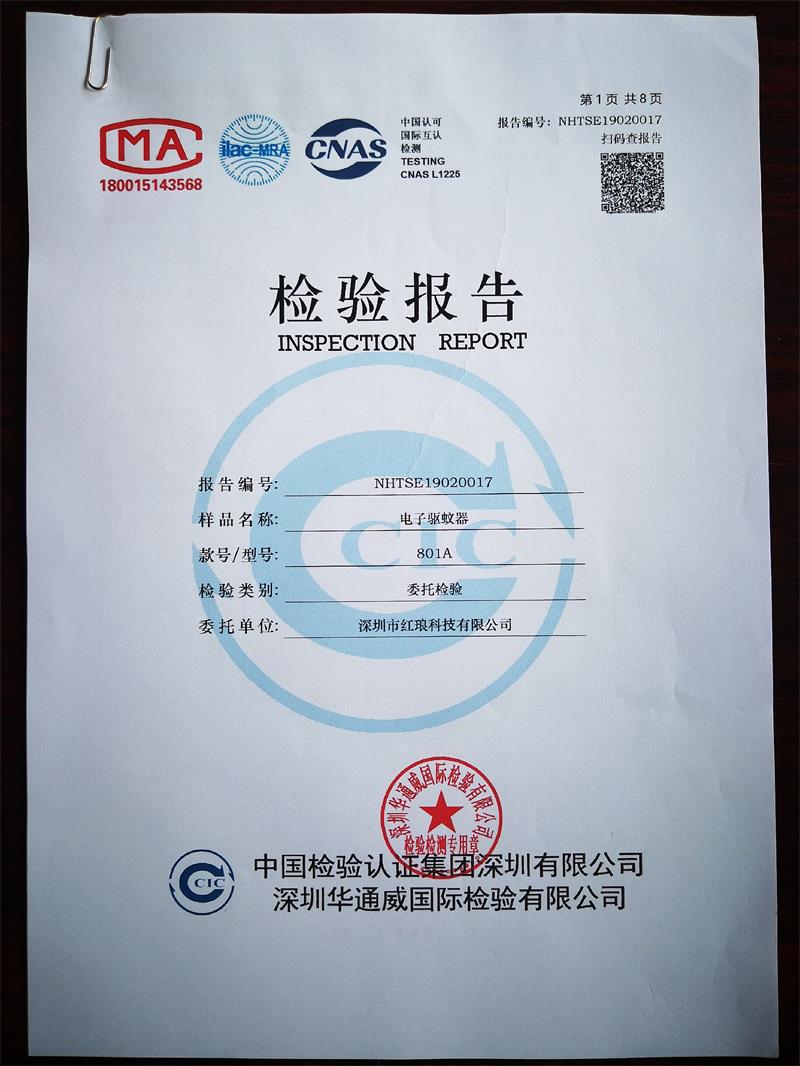 第1页 共8页
报告编号: NHTSE19020017
扫码查报告
MA
180015143568
ilac-MRA
CNAS
中国认可
国际互认
检测
TESTING
CNAS L1225
检验报告
INSPECTION REPORT
CCIC
报告编号: NHTSE19020017
样品名称: 电子驱蚊器
款号/型号: 801A
检验类别: 委托检验
委托单位: 深圳市红琅科技有限公司
深圳华通威国际检验有限公司
检验检测专用章
CCIC
中国检验认证集团深圳有限公司
深圳华通威国际检验有限公司